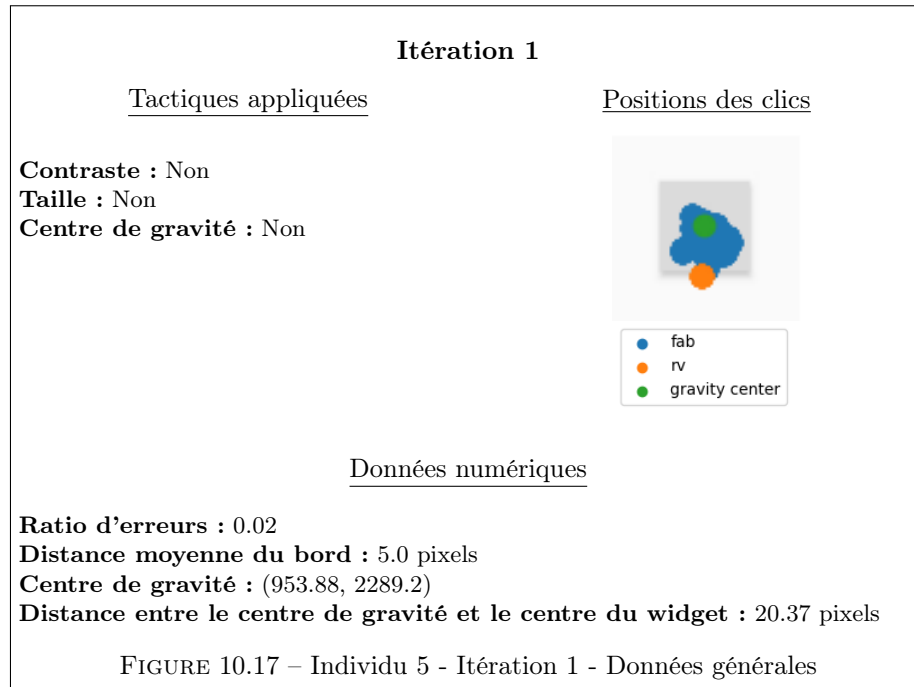 Itération 1
Tactiques appliquées
Positions des clics
Contraste : Non
Taille : Non
Centre de gravité : Non
fab
rv
gravity center
Données numériques
Ratio d'erreurs : 0.02
Distance moyenne du bord : 5.0 pixels
Centre de gravité : (953.88, 2289.2)
Distance entre le centre de gravité et le centre du widget : 20.37 pixels
FIGURE 10.17 – Individu 5 - Itération 1 - Données générales